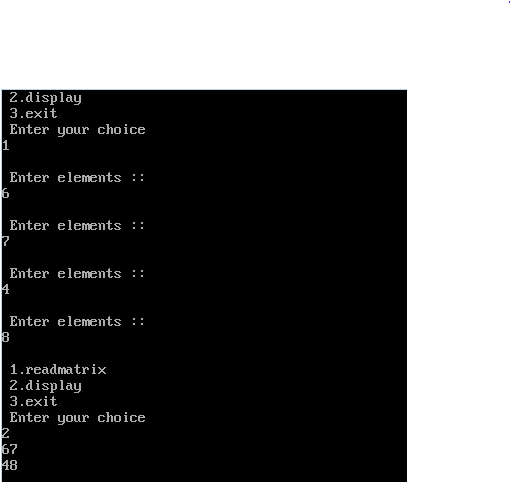 2.display
3.exit
Enter your choice
1
Enter elements ::
6
Enter elements ::
7
Enter elements ::
4
Enter elements ::
8
1.readmatrix
2.display
3.exit
Enter your choice
2
67
48